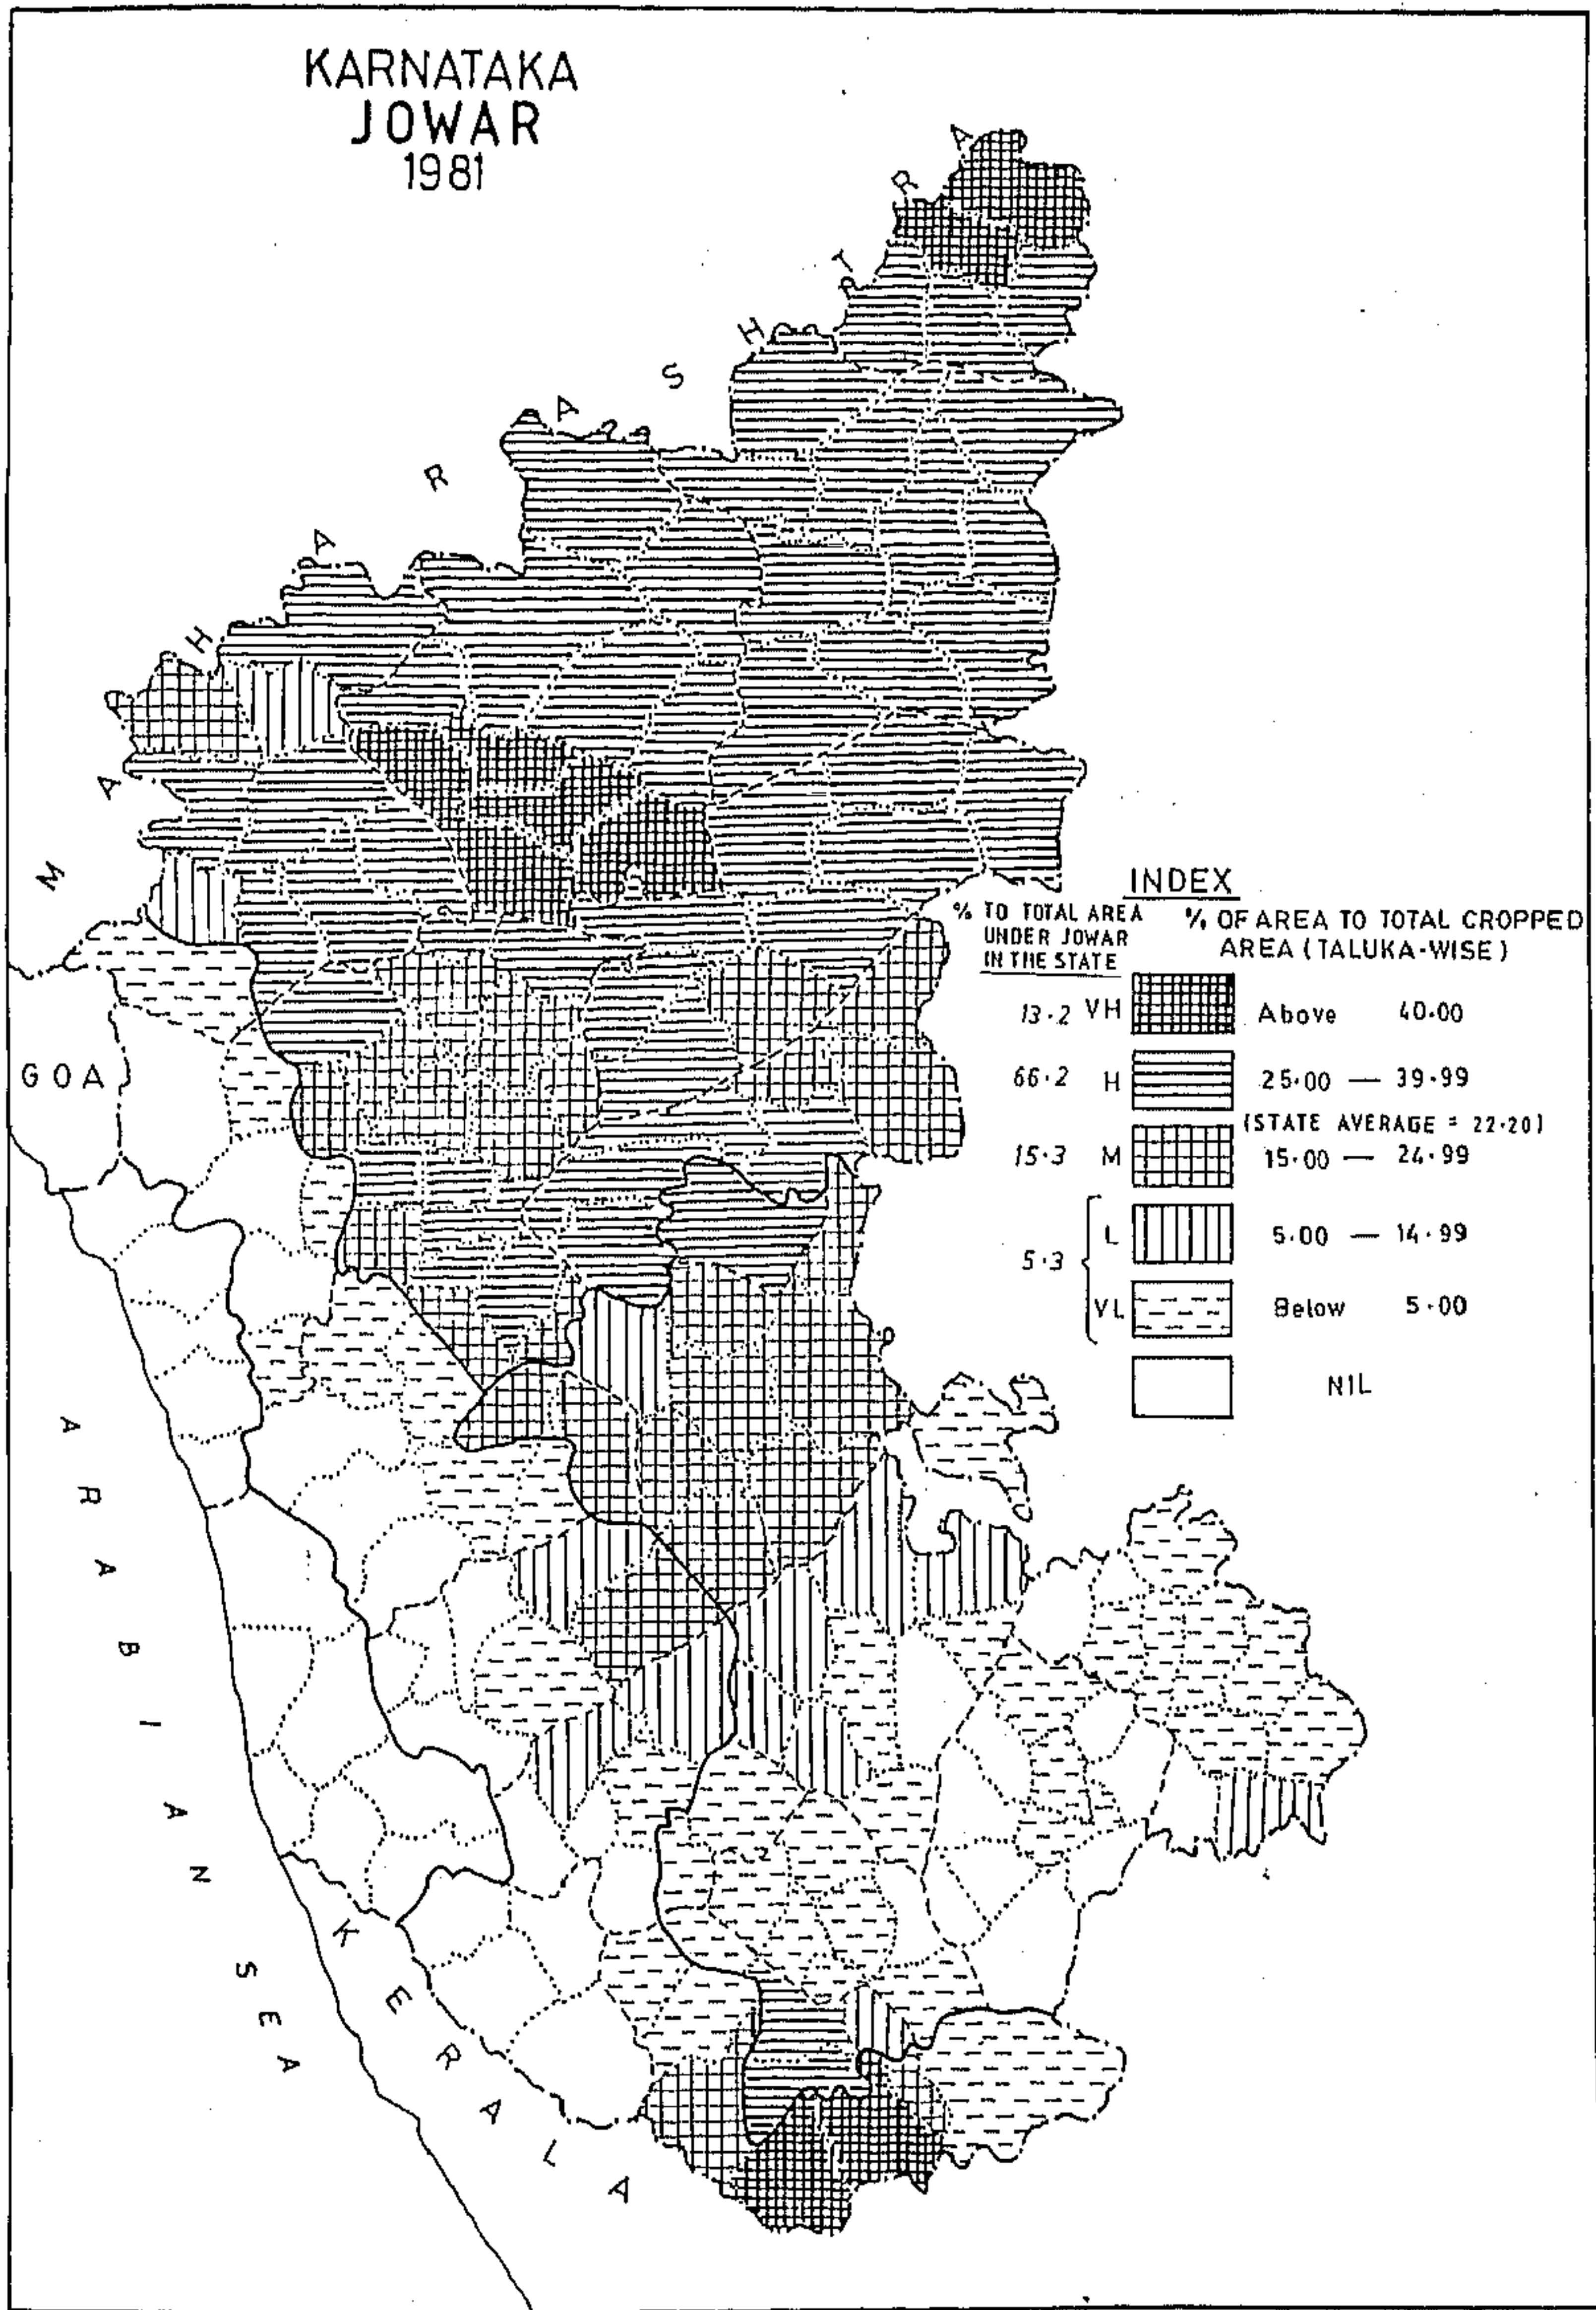 KARNATAKA
JOWAR
1981
MAHARASHTRA
GOA
ARABIAN SEA
KERALA
INDEX
% TO TOTAL AREA UNDER JOWAR IN THE STATE
% OF AREA TO TOTAL CROPPED AREA (TALUKA-WISE)
13·2 VH Above 40·00
66·2 H 25·00 — 39·99
(STATE AVERAGE = 22·20)
15·3 M 15·00 — 24·99
5·3
L 5·00 — 14·99
VL Below 5·00
NIL